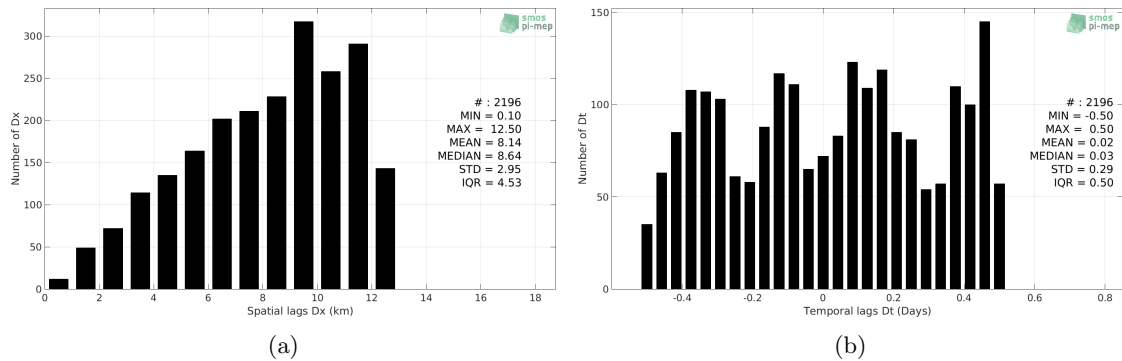 smos
pi-mep
300
250
200
150
100
50
0
Number of Dx
# : 2196
MIN = 0.10
MAX = 12.50
MEAN = 8.14
MEDIAN = 8.64
STD = 2.95
IQR = 4.53
0 2 4 6 8 10 12 14 16 18
Spatial lags Dx (km)
(a)
smos
pi-mep
150
100
50
0
Number of Dt
# : 2196
MIN = -0.50
MAX = 0.50
MEAN = 0.02
MEDIAN = 0.03
STD = 0.29
IQR = 0.50
-0.4 -0.2 0 0.2 0.4 0.6 0.8
Temporal lags Dt (Days)
(b)